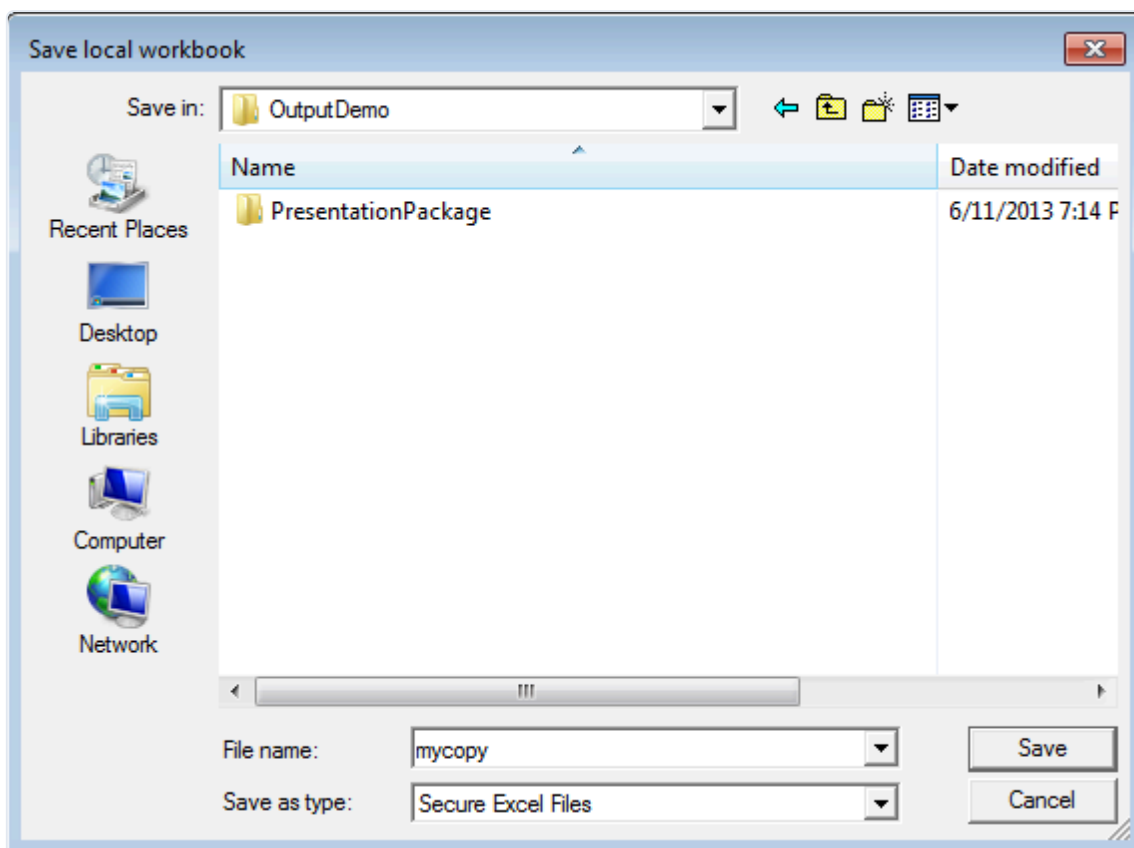 Save local workbook
Save in: OutputDemo
Name Date modified
PresentationPackage 6/11/2013 7:14 P
Recent Places
Desktop
Libraries
Computer
Network
File name: mycopy Save
Save as type: Secure Excel Files Cancel